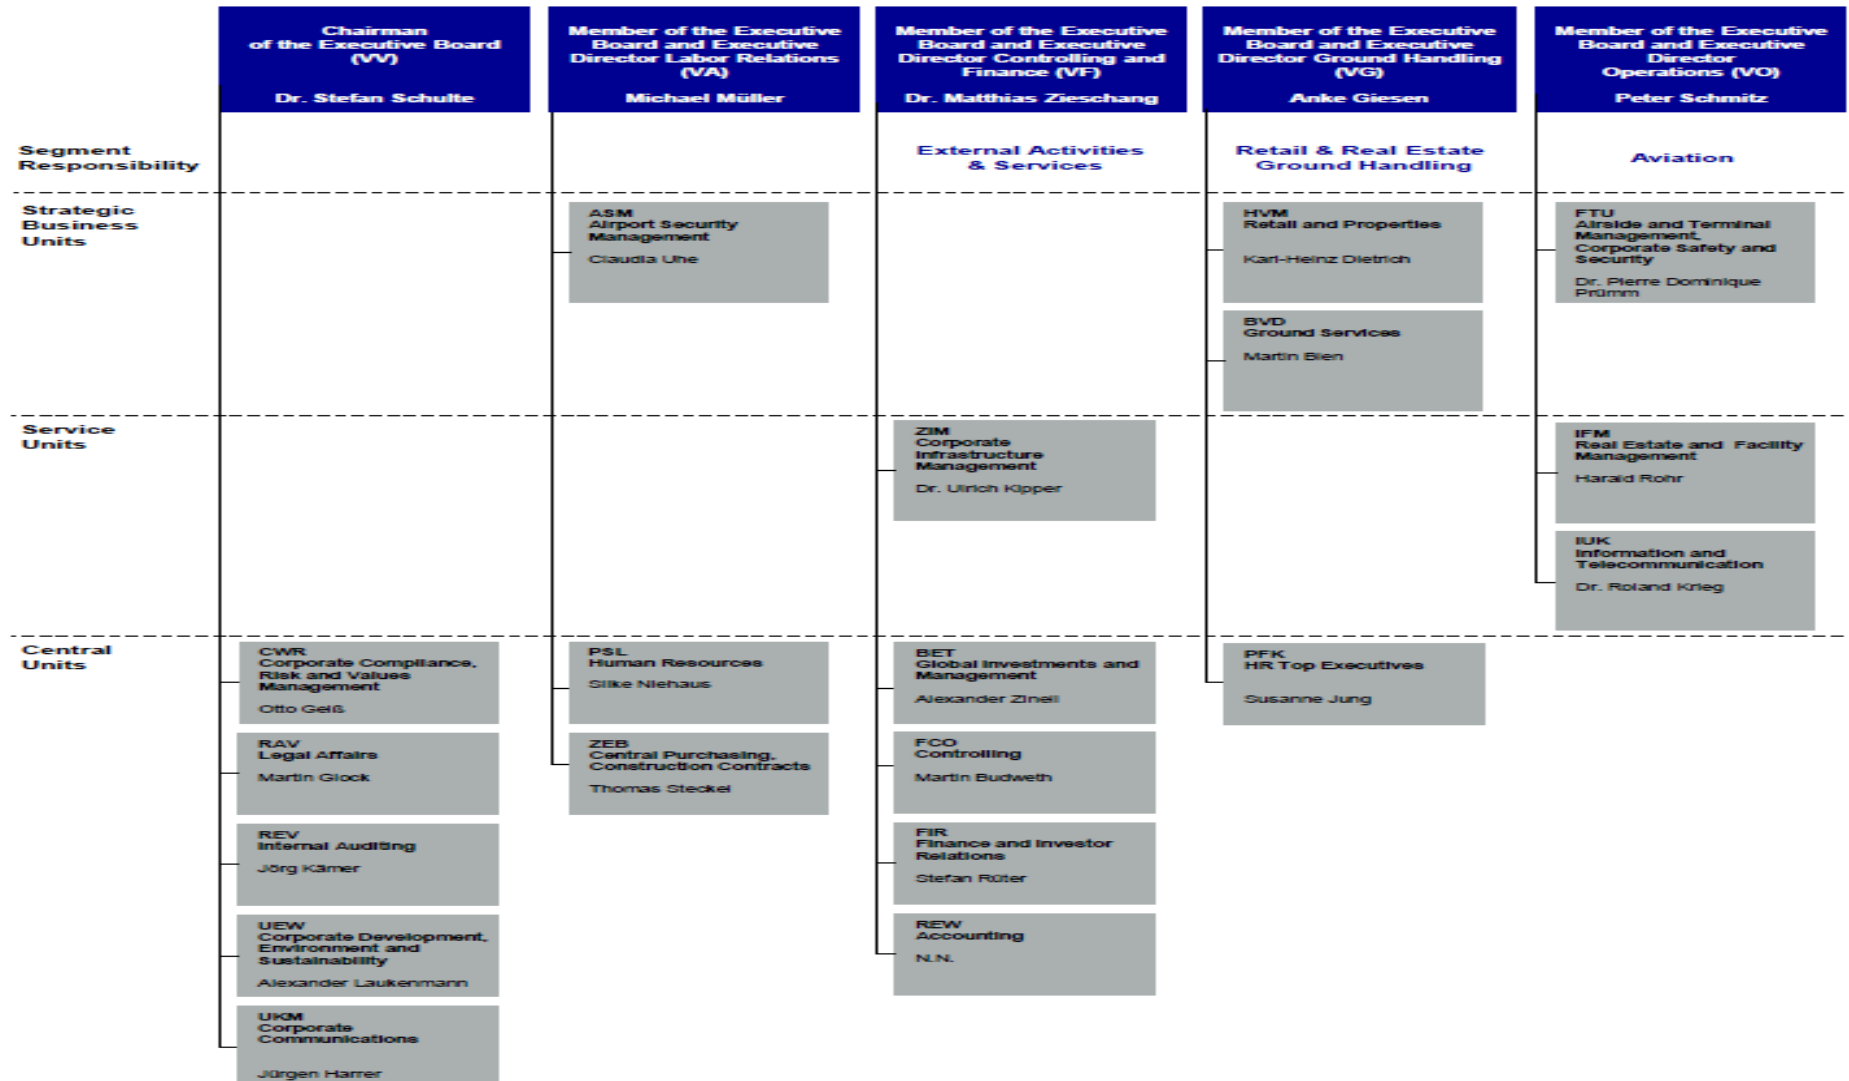 Chairman
of the Executive Board
(VV)
Dr. Stefan Schulte
Member of the Executive
Board and Executive
Director Labor Relations
(VA)
Michael Müller
Member of the Executive
Board and Executive
Director Controlling and
Finance (VF)
Dr. Matthias Zieschang
Member of the Executive
Board and Executive
Director Ground Handling
(VG)
Anke Giesen
Member of the Executive
Board and Executive
Director
Operations (VO)
Peter Schmitz
Segment
Responsibility
External Activities
& Services
Retail & Real Estate
Ground Handling
Aviation
Strategic
Business
Units
ASM
Airport Security
Management
Claudia Uhe
HVM
Retail and Properties
Karl-Heinz Dietrich
BVD
Ground Services
Martin Bien
FTU
Airside and Terminal
Management,
Corporate Safety and
Security
Dr. Pierre Dominique
Prümm
Service
Units
ZIM
Corporate
Infrastructure
Management
Dr. Ulrich Kipper
IFM
Real Estate and Facility
Management
Harald Rohr
IUK
Information and
Telecommunication
Dr. Roland Krieg
Central
Units
CWR
Corporate Compliance,
Risk and Values
Management
Otto Geiß
RAV
Legal Affairs
Martin Glock
REV
Internal Auditing
Jörg Kämer
UEW
Corporate Development,
Environment and
Sustainability
Alexander Laukenmann
UKM
Corporate
Communications
Jürgen Harrer
PSL
Human Resources
Silke Niehaus
ZEB
Central Purchasing,
Construction Contracts
Thomas Steckel
BET
Global Investments and
Management
Alexander Zinell
FCO
Controlling
Martin Budweth
FIR
Finance and Investor
Relations
Stefan Rüter
REW
Accounting
N.N.
PFK
HR Top Executives
Susanne Jung